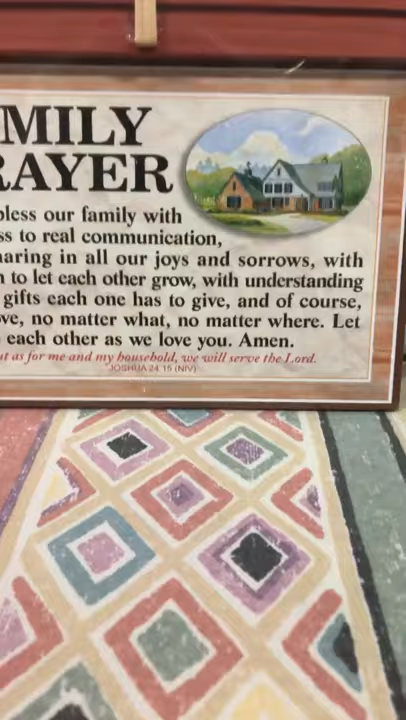 MILY
RAYER
bless our family with
ss to real communication,
haring in all our joys and sorrows, with
n to let each other grow, with understanding
gifts each one has to give, and of course,
ve, no matter what, no matter where. Let
each other as we love you. Amen.
ut as for me and my household, we will serve the Lord.
JOSHUA 24:15 (NIV)